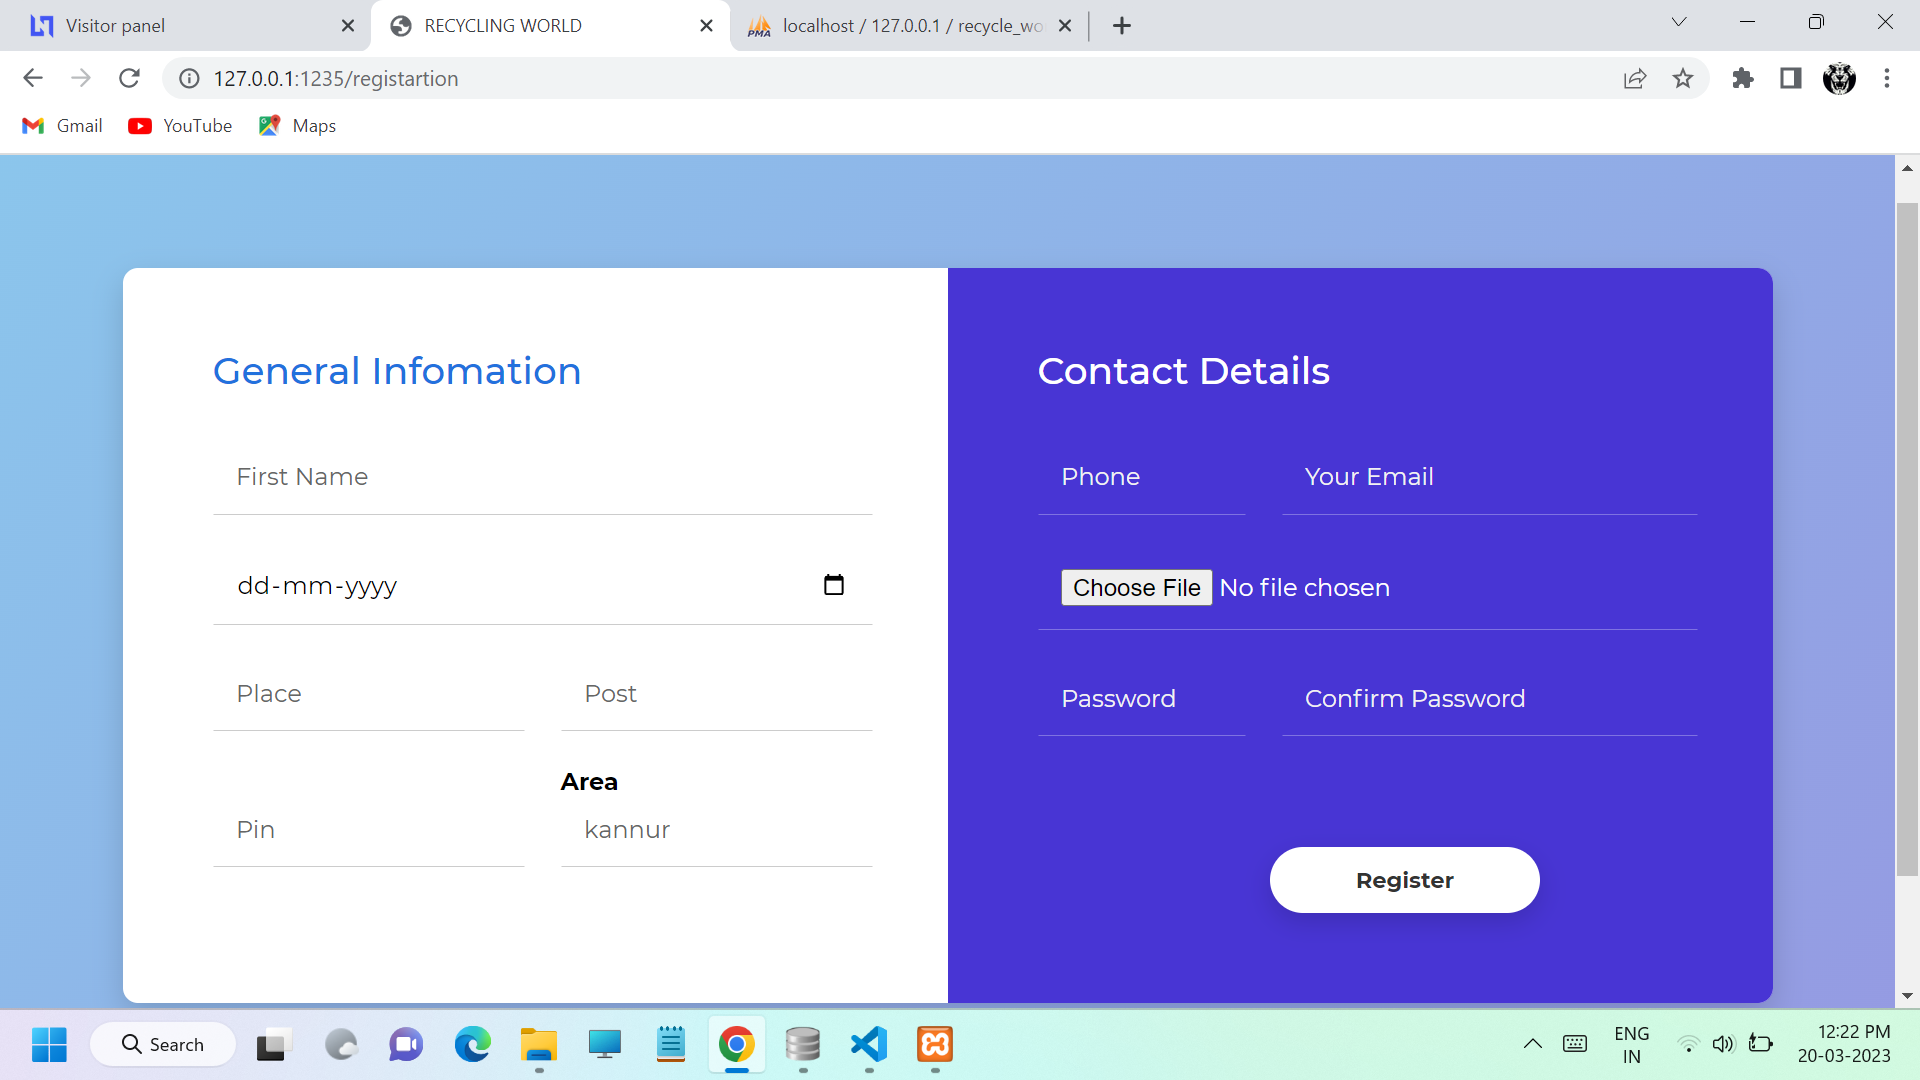 Visitor panel
RECYCLING WORLD
PMA
localhost / 127.0.0.1 / recycle_wo
127.0.0.1:1235/registartion
Gmail
YouTube
Maps
General Infomation
First Name
dd-mm-yyyy
Place
Post
Area
Pin
kannur
Contact Details
Phone
Your Email
Choose File No file chosen
Password
Confirm Password
Register
Search
ENG
IN
12:22 PM
20-03-2023